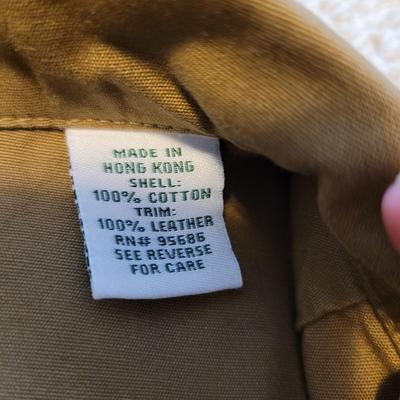 MADE IN
HONG KONG
SHELL:
100% COTTON
TRIM:
100% LEATHER
RN# 95686
SEE REVERSE
FOR CARE